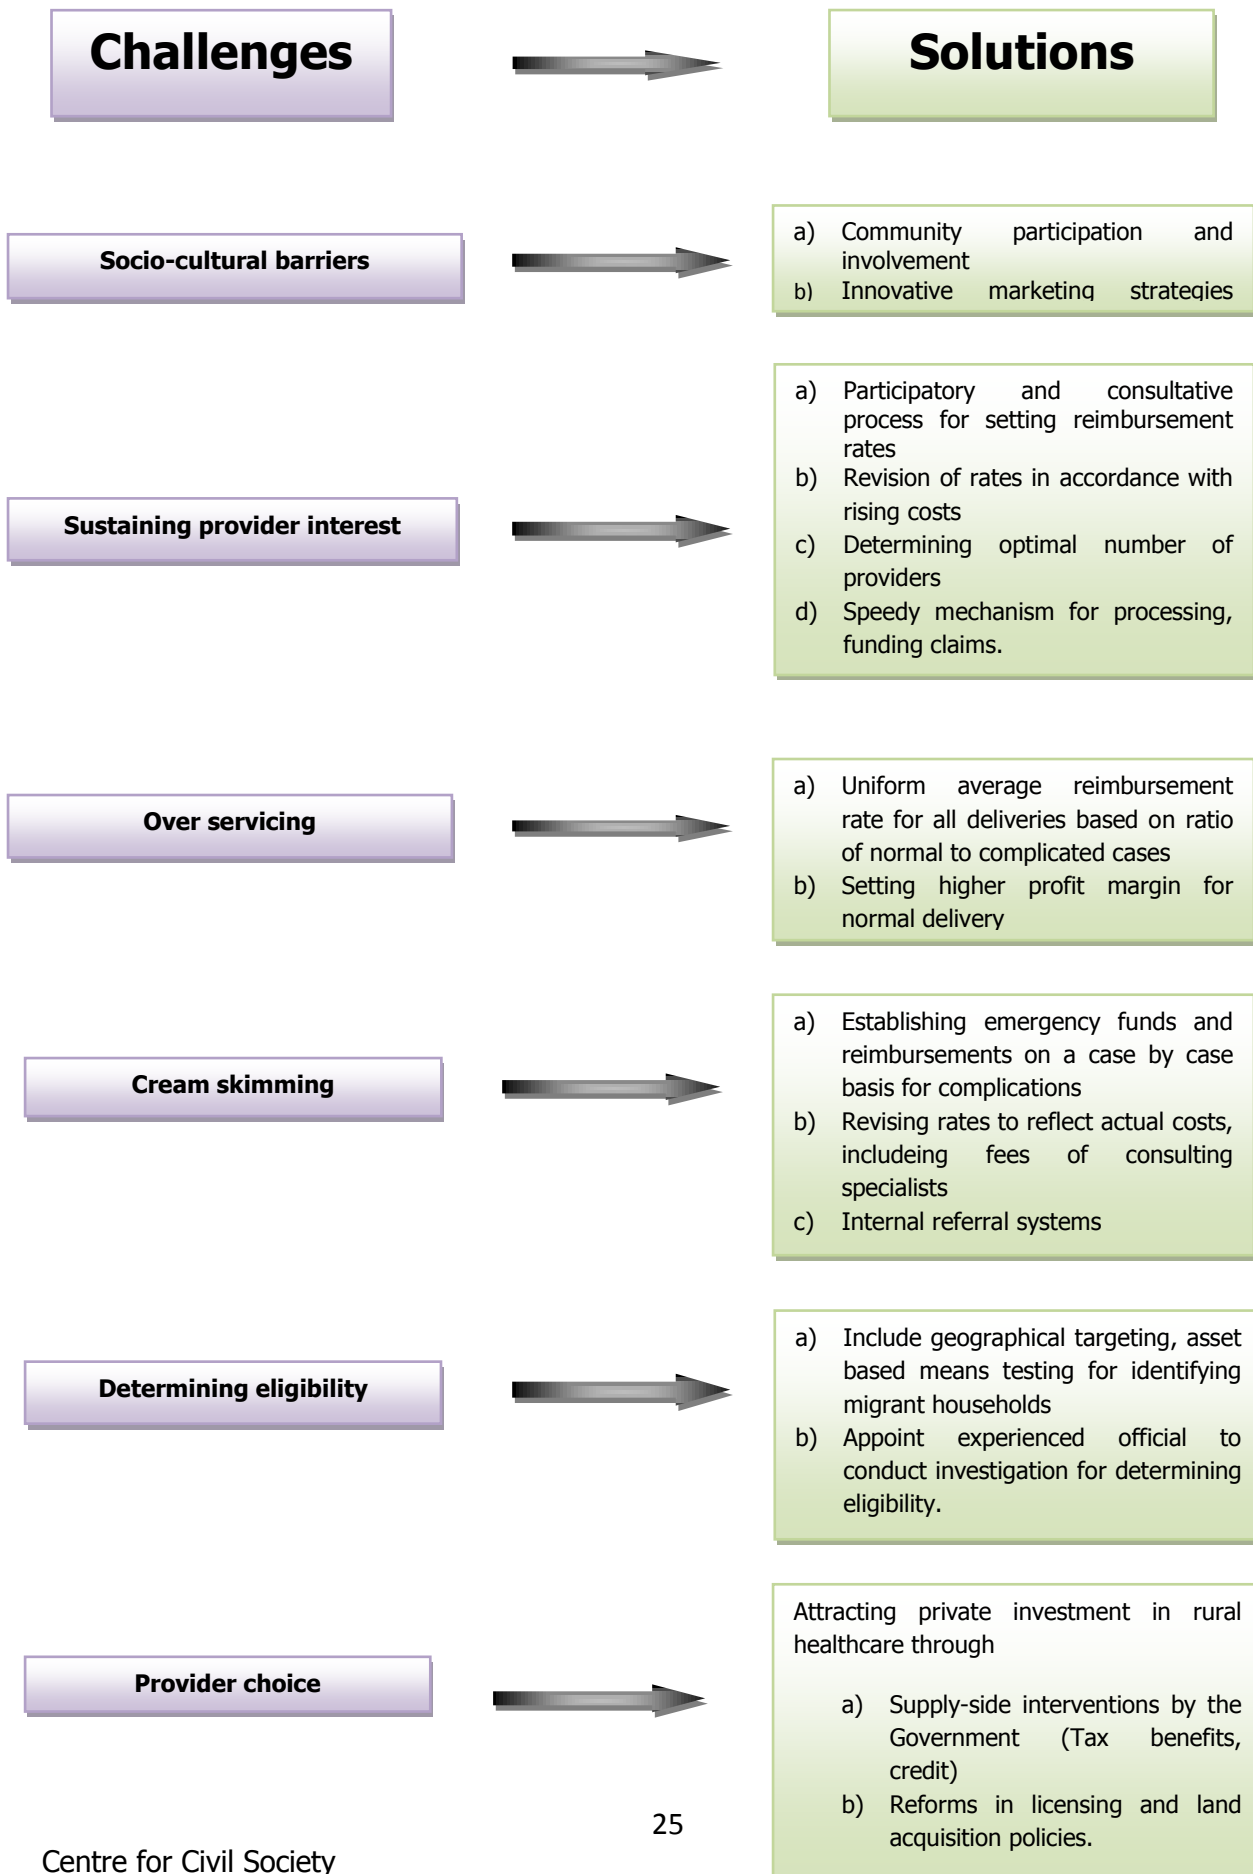 Challenges
Solutions
Socio-cultural barriers
a) Community participation and
involvement
b) Innovative marketing strategies
Sustaining provider interest
a) Participatory and consultative
process for setting reimbursement
rates
b) Revision of rates in accordance with
rising costs
c) Determining optimal number of
providers
d) Speedy mechanism for processing,
funding claims.
Over servicing
a) Uniform average reimbursement
rate for all deliveries based on ratio
of normal to complicated cases
b) Setting higher profit margin for
normal delivery
Cream skimming
a) Establishing emergency funds and
reimbursements on a case by case
basis for complications
b) Revising rates to reflect actual costs,
includeing fees of consulting
specialists
c) Internal referral systems
Determining eligibility
a) Include geographical targeting, asset
based means testing for identifying
migrant households
b) Appoint experienced official to
conduct investigation for determining
eligibility.
Provider choice
Attracting private investment in rural
healthcare through
a) Supply-side interventions by the
Government (Tax benefits,
credit)
b) Reforms in licensing and land
acquisition policies.
25
Centre for Civil Society